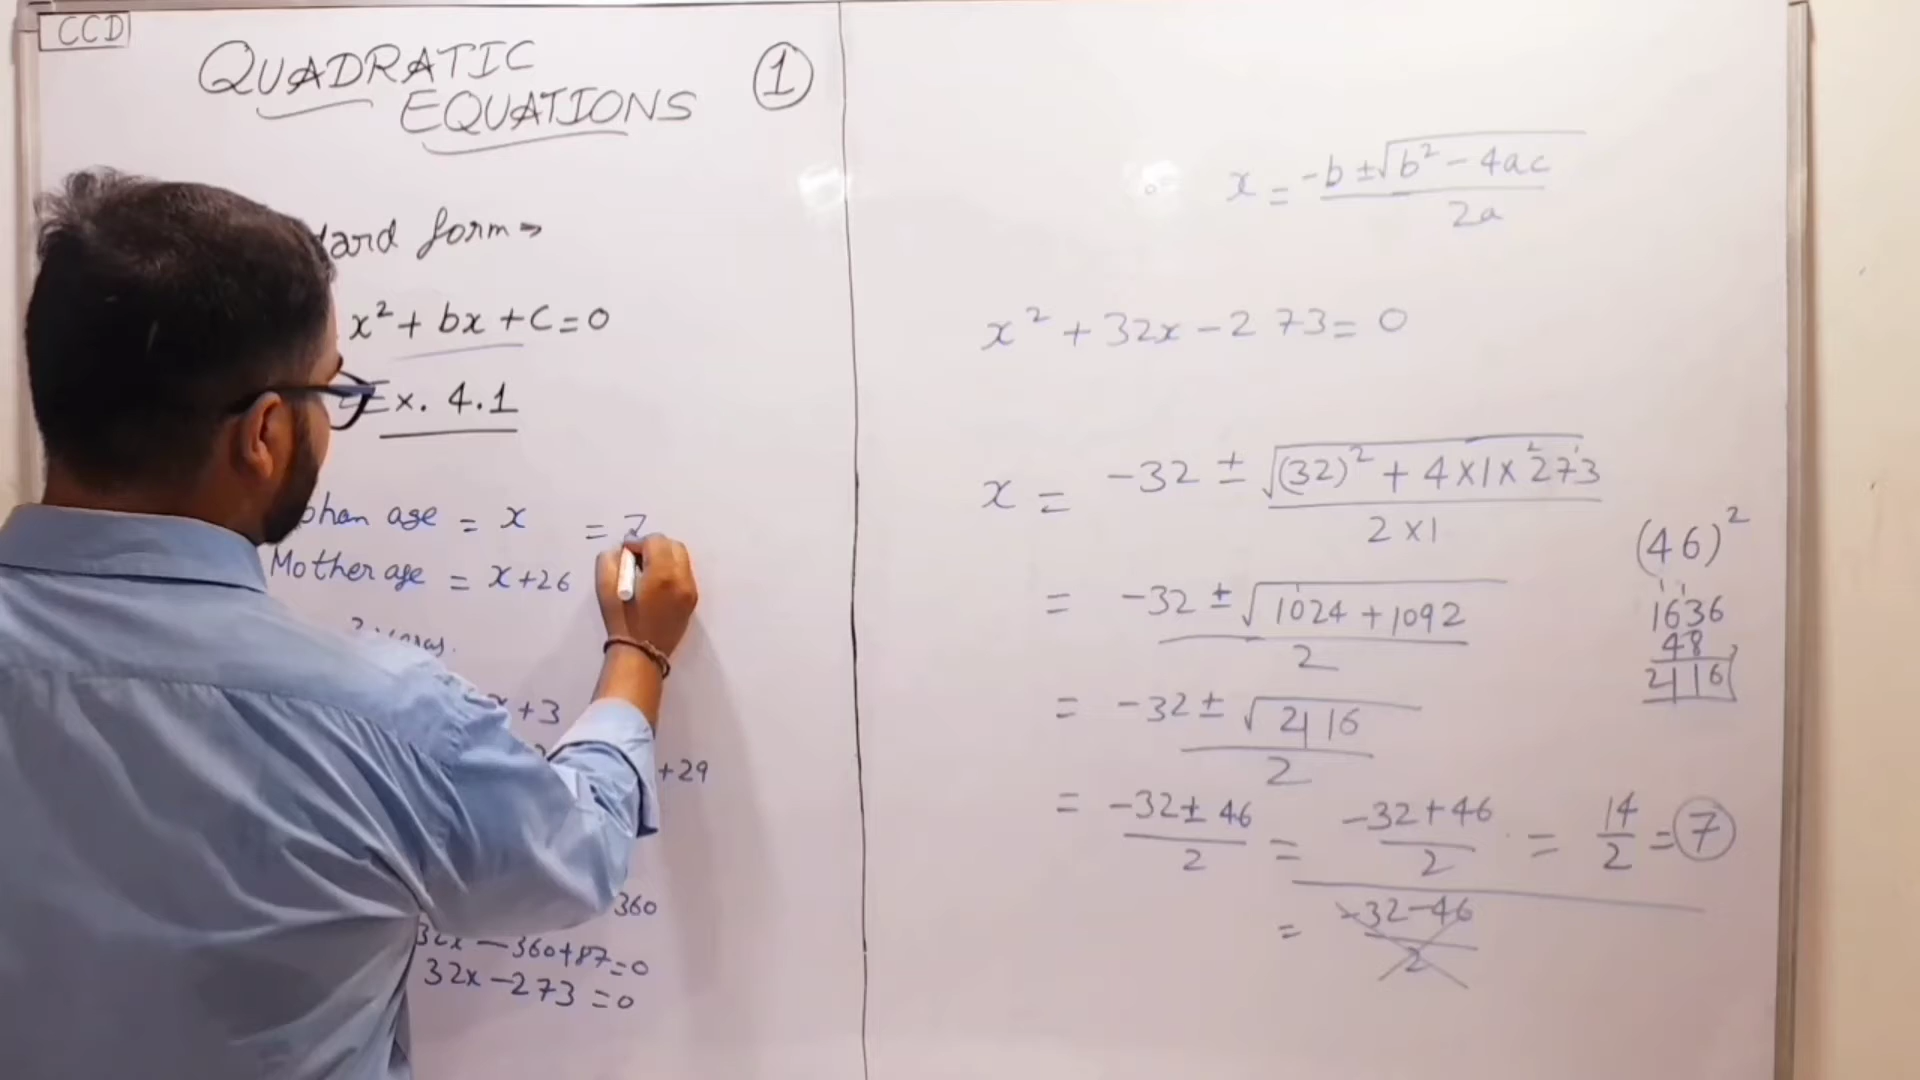 CCD
QUADRATIC
EQUATIONS
1
form →
x² + bx + c = 0
Ex. 4.1
age = x = 7
Mother age = x+26
+3
+29
360
32x - 360+87=0
32x - 273 = 0
x = -b ± √b² - 4ac / 2a
x² + 32x - 273 = 0
x = -32 ± √(32)² + 4×1×273 / 2×1
= -32 ± √1024 + 1092 / 2
= -32 ± √2116 / 2
= -32 ± 46 / 2 = -32+46 / 2 = 14/2 = 7
= -32-46 / 2
(46)²
1636
48
2116